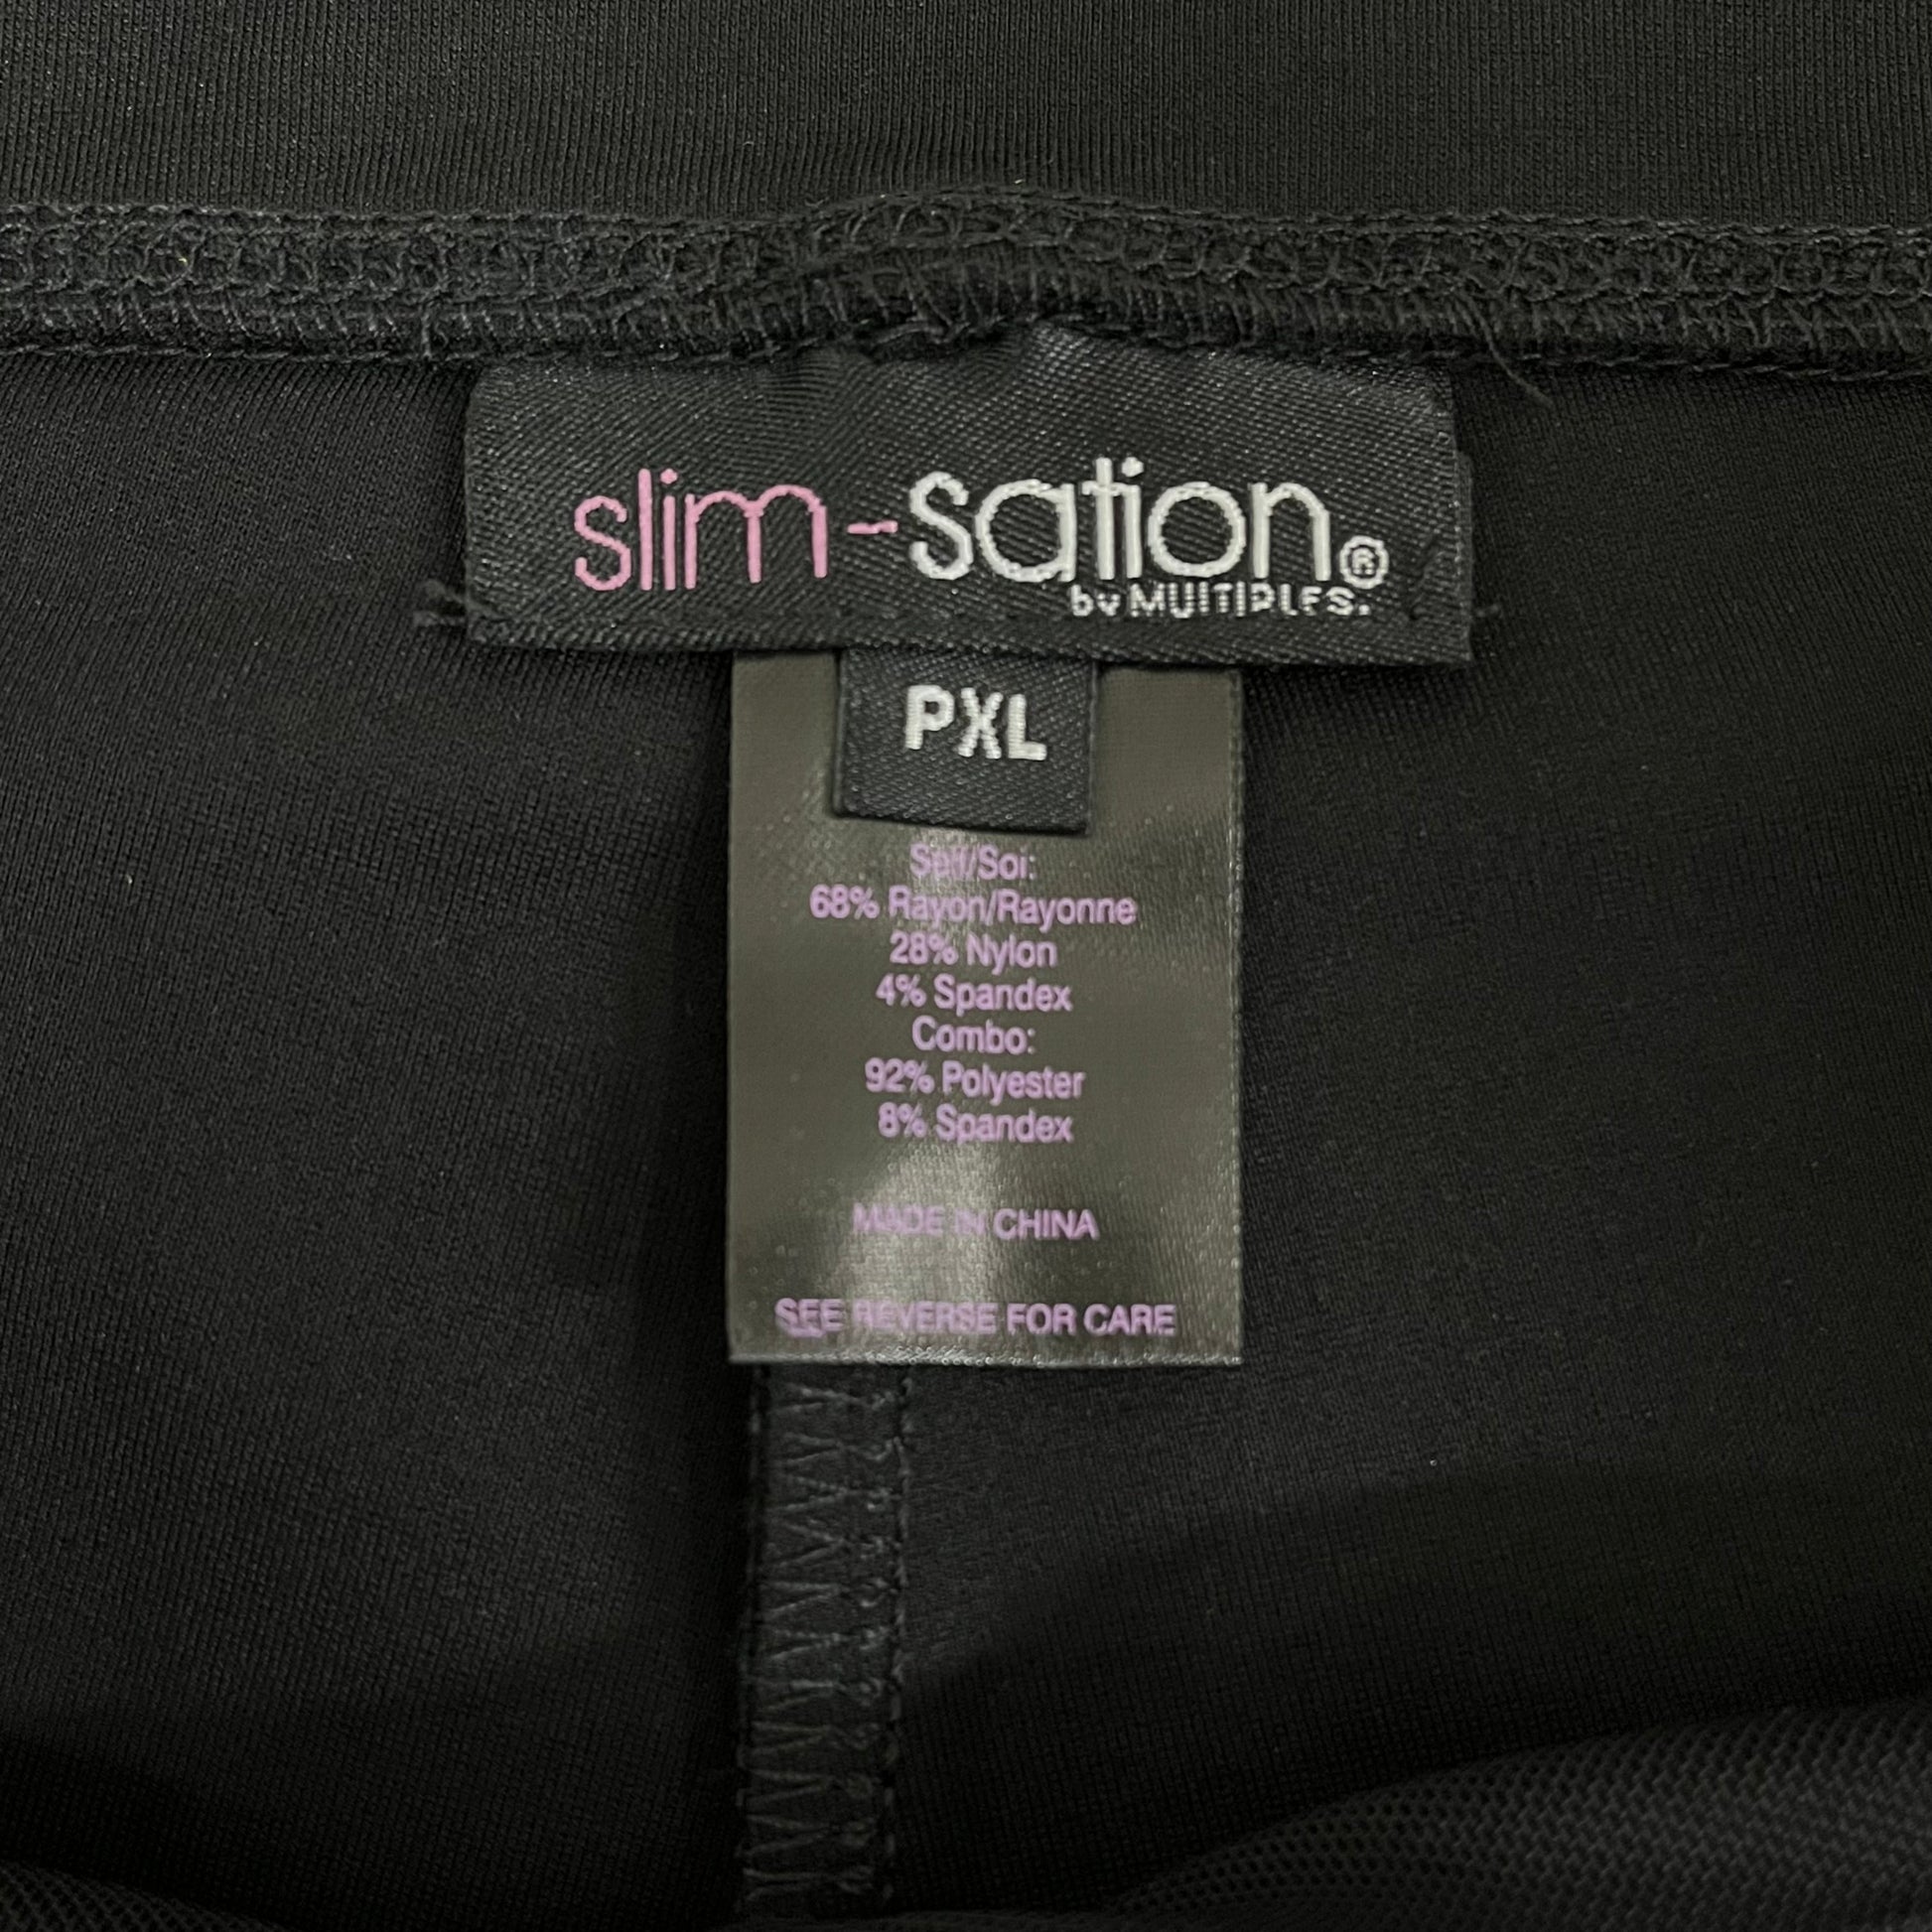 slim-sation®
by MULTIPLES.
PXL
Self/Soi:
68% Rayon/Rayonne
28% Nylon
4% Spandex
Combo:
92% Polyester
8% Spandex
MADE IN CHINA
SEE REVERSE FOR CARE